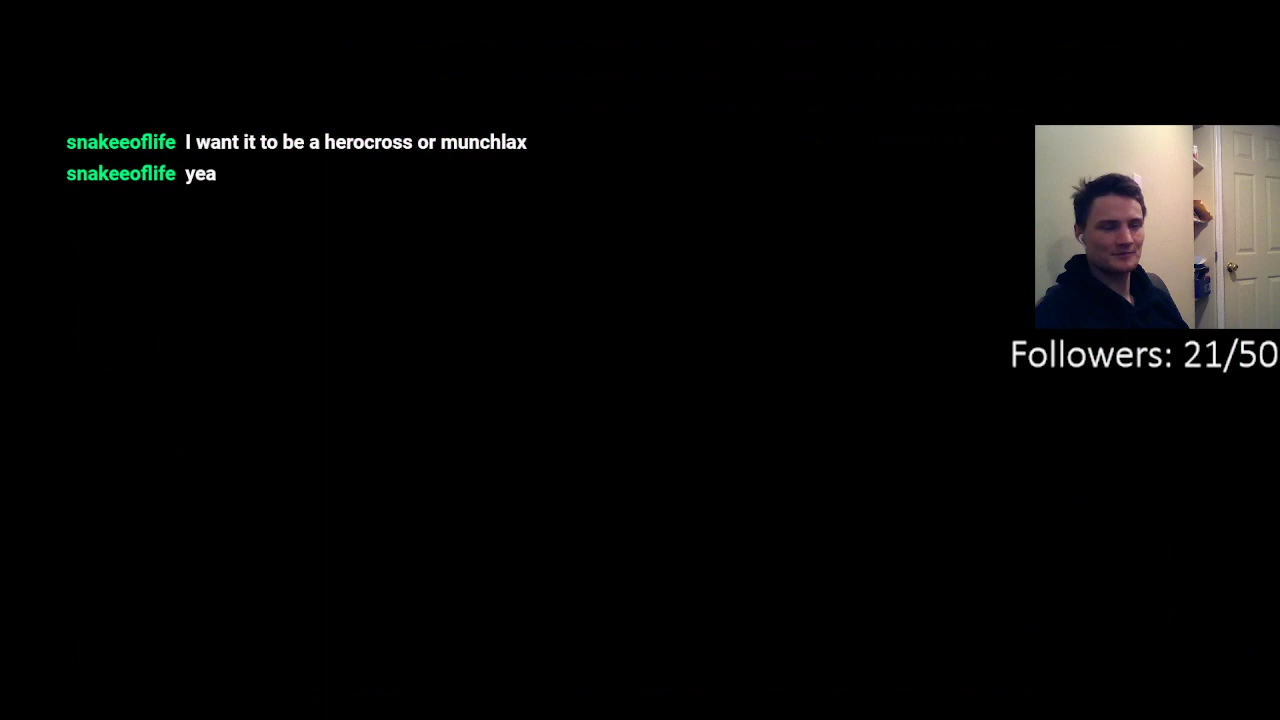 snakeeoflife I want it to be a herocross or munchlax
snakeeoflife yea
Followers: 21/50